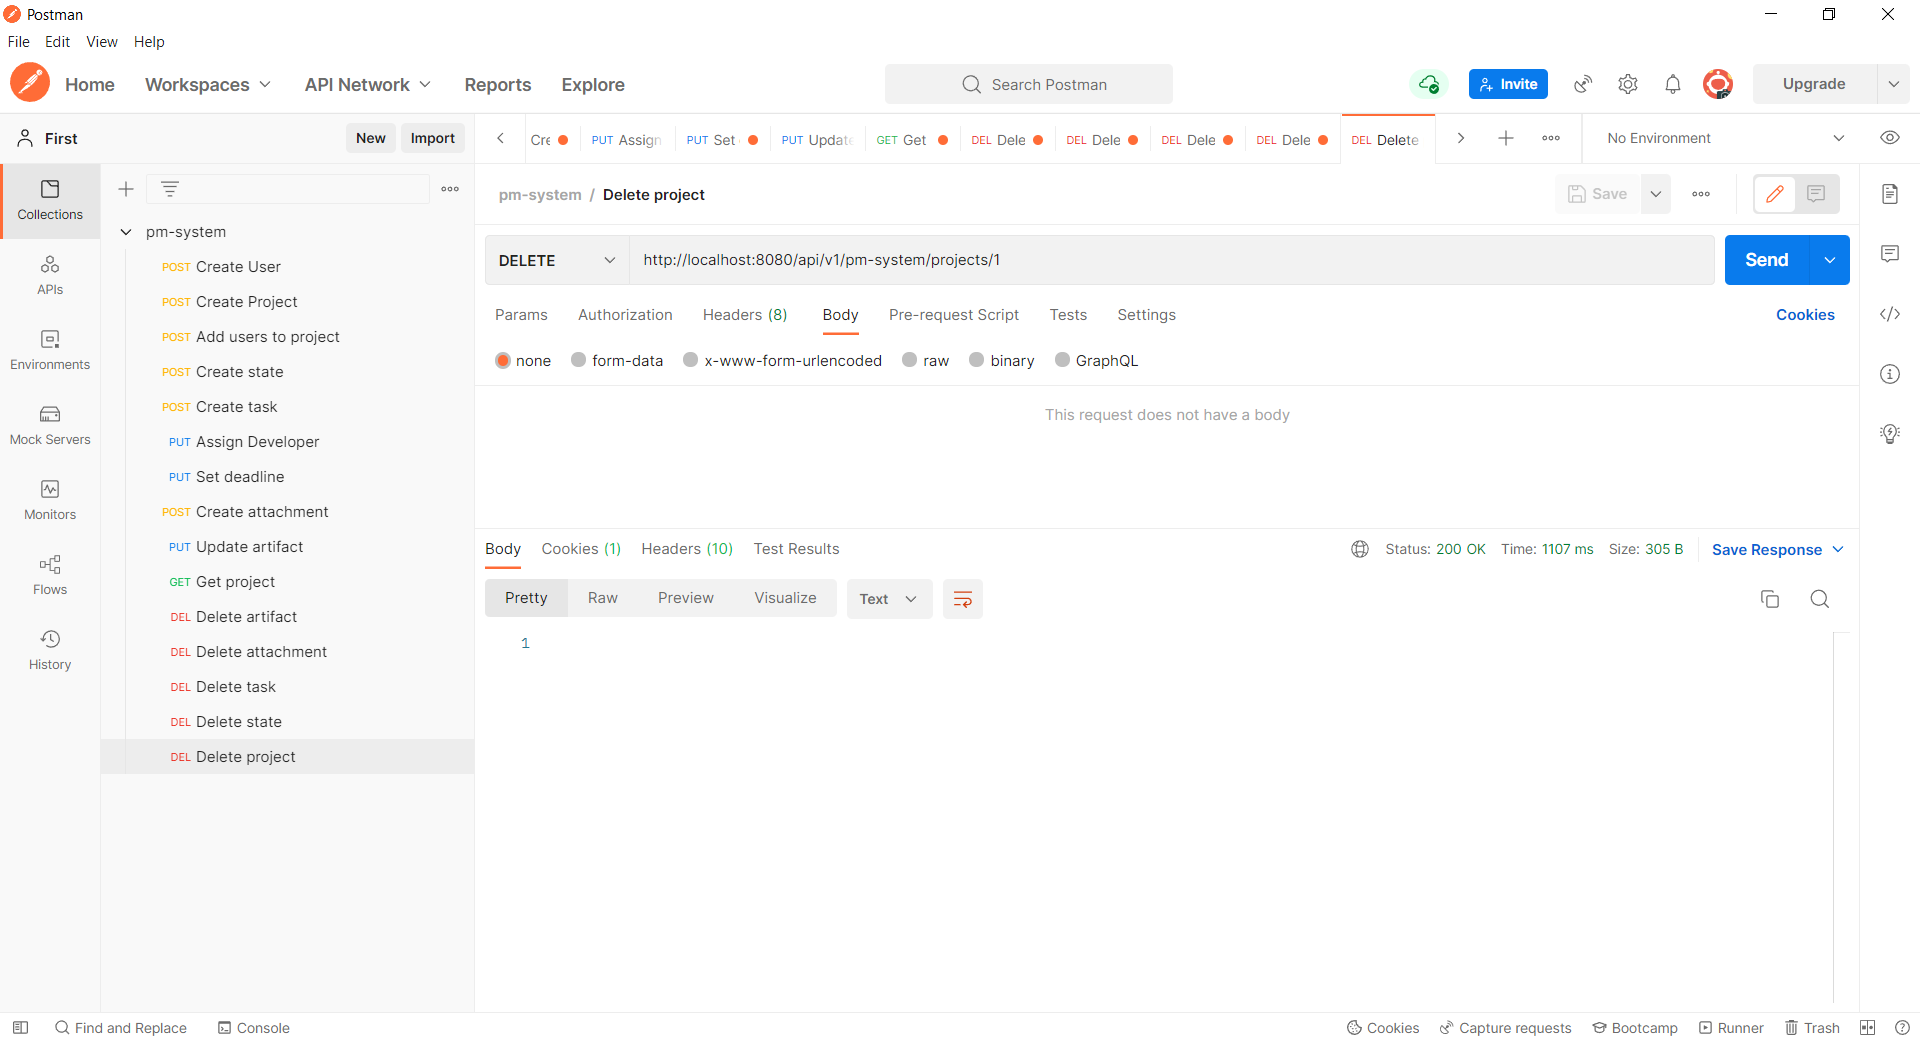 Postman
File Edit View Help
Home Workspaces API Network Reports Explore Search Postman Invite Upgrade
First New Import
Cre PUT Assign PUT Set PUT Update GET Get DEL Dele DEL Dele DEL Dele DEL Dele DEL Delete No Environment
Collections
APIs
Environments
Mock Servers
Monitors
Flows
History
pm-system
POST Create User
POST Create Project
POST Add users to project
POST Create state
POST Create task
PUT Assign Developer
PUT Set deadline
POST Create attachment
PUT Update artifact
GET Get project
DEL Delete artifact
DEL Delete attachment
DEL Delete task
DEL Delete state
DEL Delete project
pm-system / Delete project Save
DELETE http://localhost:8080/api/v1/pm-system/projects/1 Send
Params Authorization Headers (8) Body Pre-request Script Tests Settings Cookies
none form-data x-www-form-urlencoded raw binary GraphQL
This request does not have a body
Body Cookies (1) Headers (10) Test Results Status: 200 OK Time: 1107 ms Size: 305 B Save Response
Pretty Raw Preview Visualize Text
1
Find and Replace Console Cookies Capture requests Bootcamp Runner Trash